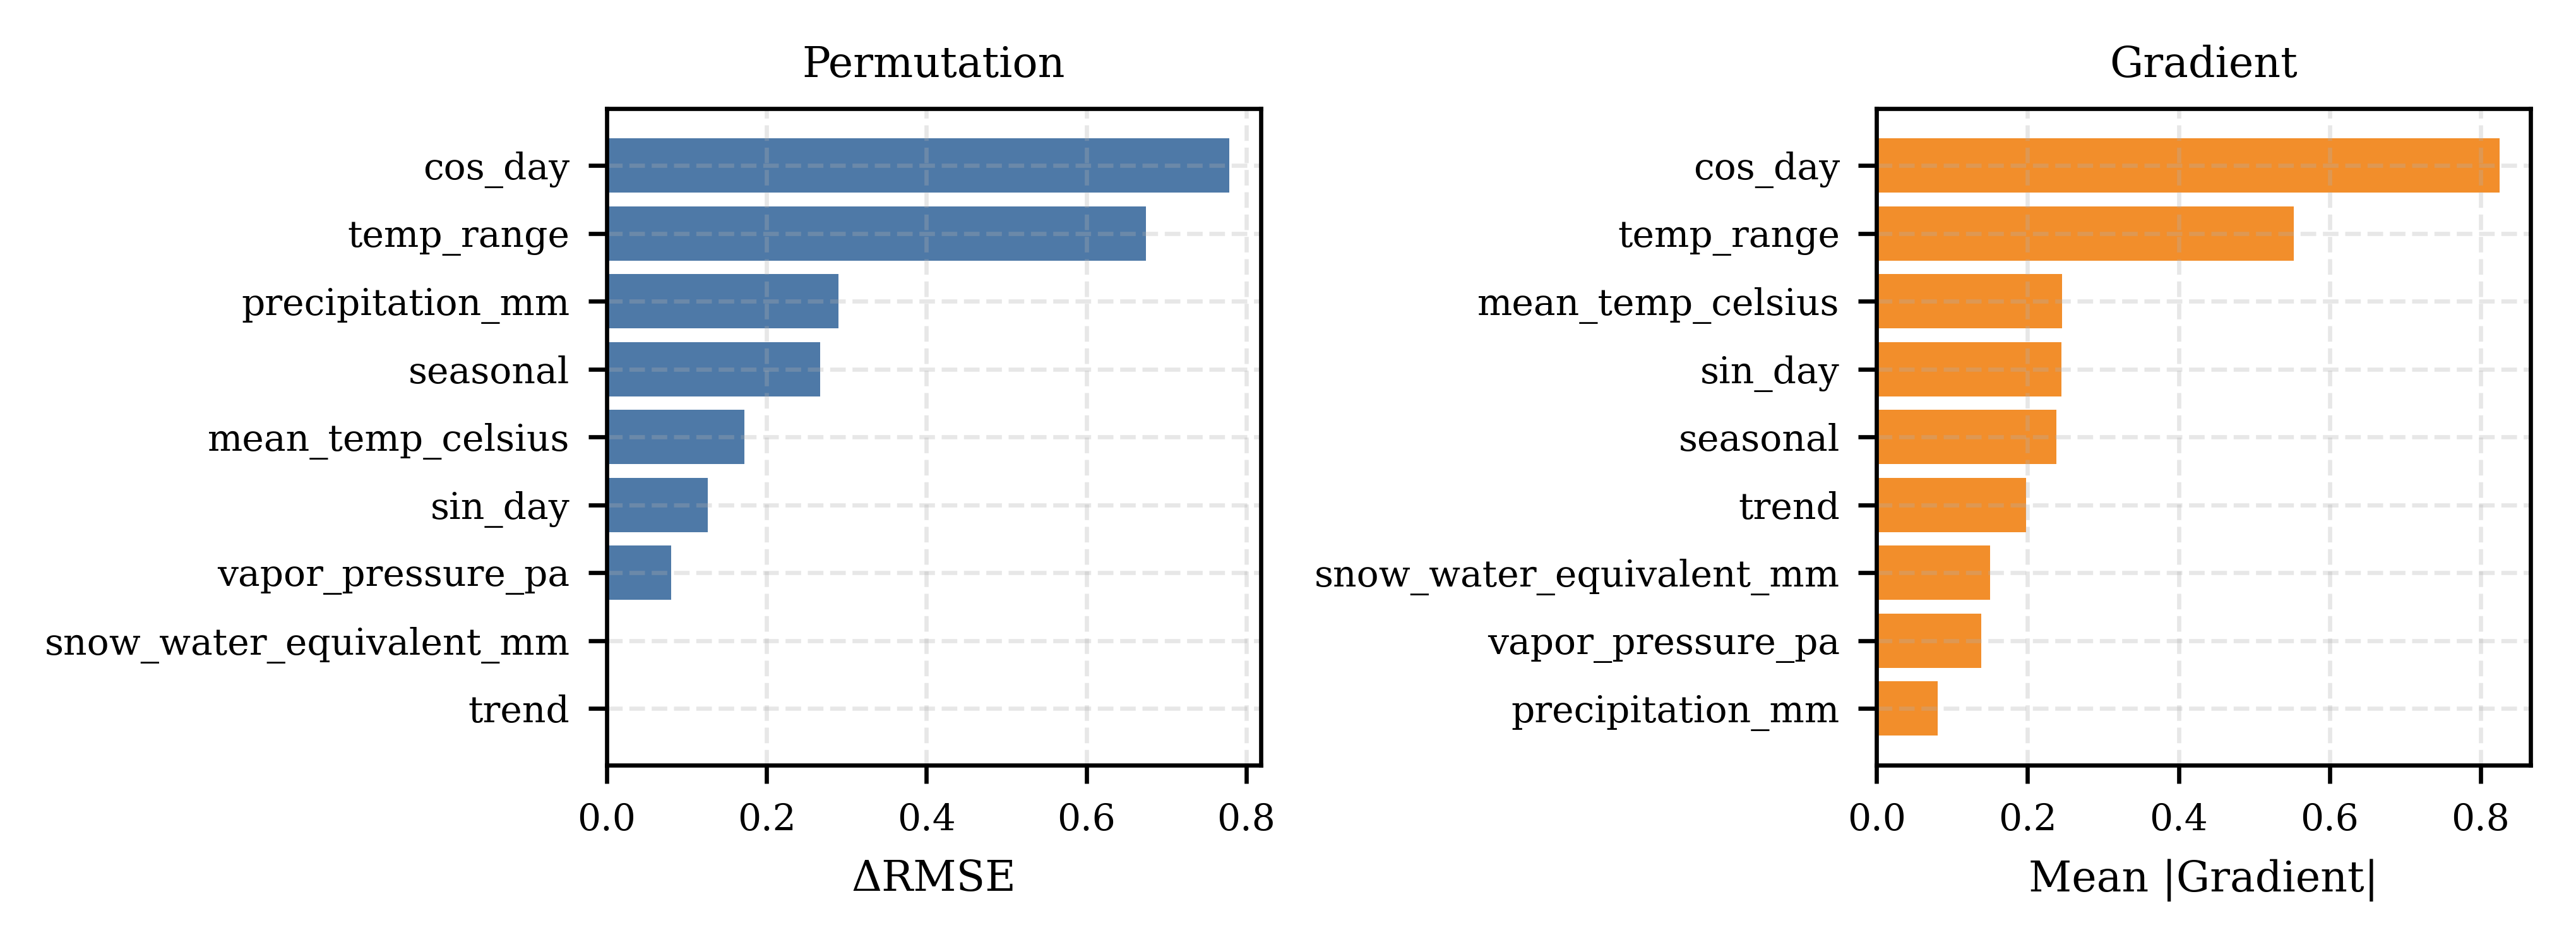 Permutation
cos_day
temp_range
precipitation_mm
seasonal
mean_temp_celsius
sin_day
vapor_pressure_pa
snow_water_equivalent_mm
trend
0.0 0.2 0.4 0.6 0.8
ΔRMSE
Gradient
cos_day
temp_range
mean_temp_celsius
sin_day
seasonal
trend
snow_water_equivalent_mm
vapor_pressure_pa
precipitation_mm
0.0 0.2 0.4 0.6 0.8
Mean |Gradient|